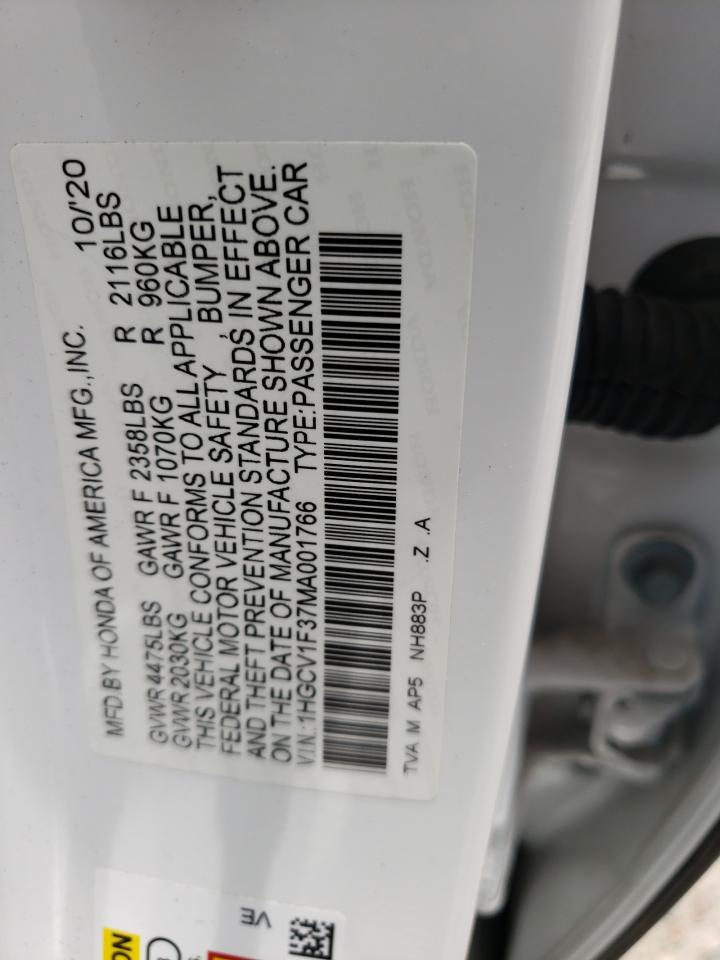 MFD.BY HONDA OF AMERICA MFG.,INC. 10/'20
GVWR 4475LBS GAWR F 2358LBS R 2116LBS
GVWR 2030KG GAWR F 1070KG R 960KG
THIS VEHICLE CONFORMS TO ALL APPLICABLE
FEDERAL MOTOR VEHICLE SAFETY , BUMPER,
AND THEFT PREVENTION STANDARDS IN EFFECT
ON THE DATE OF MANUFACTURE SHOWN ABOVE.
V.I.N.:1HGCV1F37MA001766 TYPE:PASSENGER CAR
TVA M AP5 NH883P .Z .A
VE